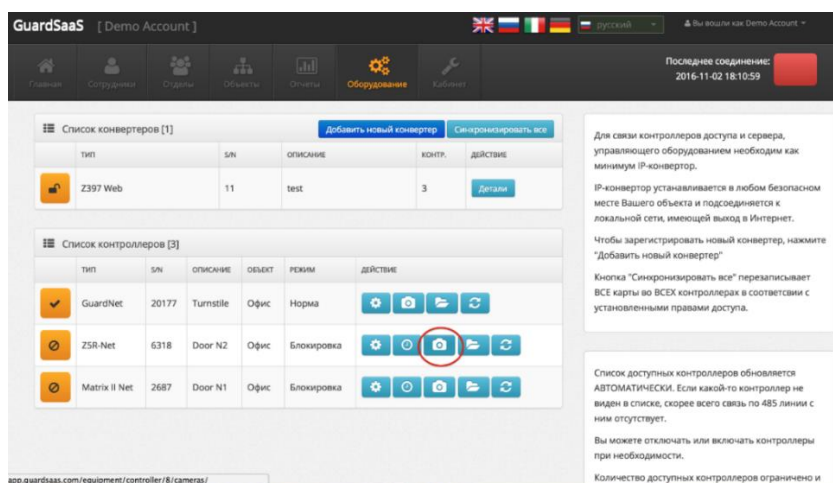 GuardSaaS [ Demo Account ]
русский
Вы вошли как Demo Account
Главная
Сотрудники
Отделы
Объекты
Отчеты
Оборудование
Кабинет
Последнее соединение:
2016-11-02 18:10:59
Список конвертеров [1]
Добавить новый конвертер
Синхронизировать все
ТИП S/N ОПИСАНИЕ КОНТР. ДЕЙСТВИЕ
Z397 Web 11 test 3 Детали
Список контроллеров [3]
ТИП S/N ОПИСАНИЕ ОБЪЕКТ РЕЖИМ ДЕЙСТВИЕ
GuardNet 20177 Turnstile Офис Норма
Z5R-Net 6318 Door N2 Офис Блокировка
Matrix II Net 2687 Door N1 Офис Блокировка
Для связи контроллеров доступа и сервера,
управляющего оборудованием необходим как
минимум IP-конвертор.
IP-конвертор устанавливается в любом безопасном
месте Вашего объекта и подсоединяется к
локальной сети, имеющей выход в Интернет.
Чтобы зарегистрировать новый конвертер, нажмите
"Добавить новый конвертер"
Кнопка "Синхронизировать все" перезаписывает
ВСЕ карты во ВСЕХ контроллерах в соответсвии с
установленными правами доступа.
Список доступных контроллеров обновляется
АВТОМАТИЧЕСКИ. Если какой-то контроллер не
виден в списке, скорее всего связь по 485 линии с
ним отсутствует.
Вы можете отключать или включать контроллеры
при необходимости.
Количество доступных контроллеров ограничено и
app.guardsaas.com/equipment/controller/8/cameras/